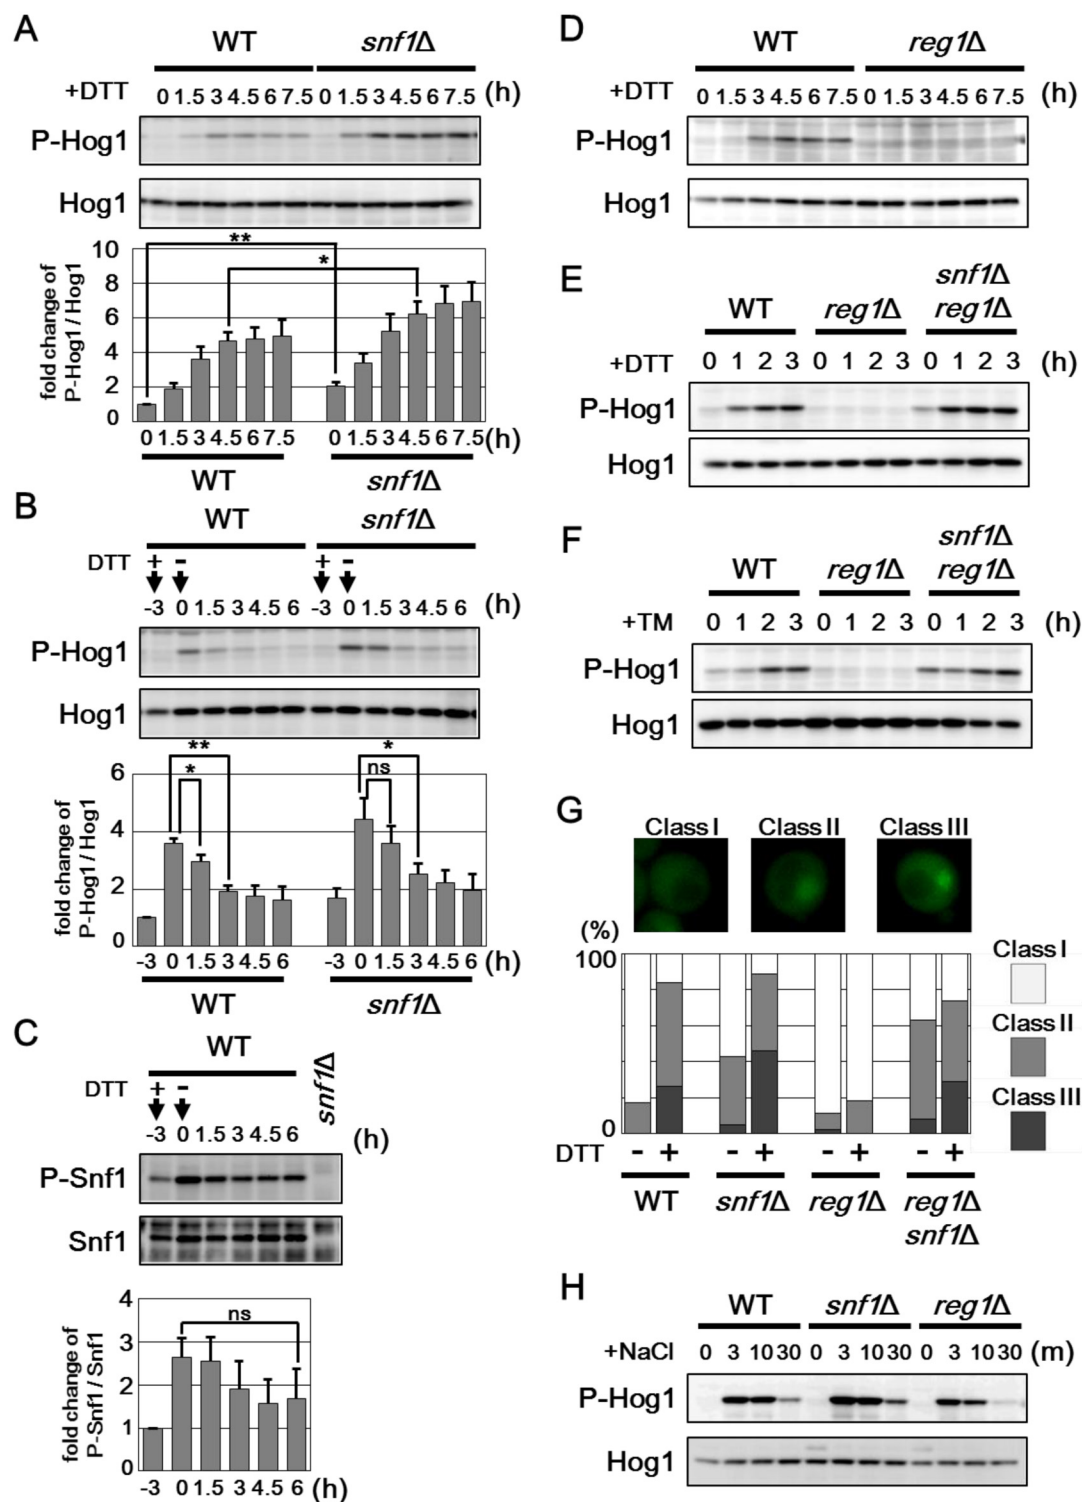 A
WT snf1Δ
+DTT 0 1.5 3 4.5 6 7.5 0 1.5 3 4.5 6 7.5 (h)
P-Hog1
Hog1
fold change of
P-Hog1 / Hog1
10
8
6
4
2
0
**
*
0 1.5 3 4.5 6 7.5 0 1.5 3 4.5 6 7.5 (h)
WT snf1Δ
B
WT snf1Δ
DTT + - + -
-3 0 1.5 3 4.5 6 -3 0 1.5 3 4.5 6 (h)
P-Hog1
Hog1
fold change of
P-Hog1 / Hog1
6
4
2
0
**
*
*
ns
-3 0 1.5 3 4.5 6 -3 0 1.5 3 4.5 6 (h)
WT snf1Δ
C
WT snf1Δ
DTT + -
-3 0 1.5 3 4.5 6 (h)
P-Snf1
Snf1
fold change of
P-Snf1 / Snf1
4
3
2
1
0
ns
-3 0 1.5 3 4.5 6 (h)
D
WT reg1Δ
+DTT 0 1.5 3 4.5 6 7.5 0 1.5 3 4.5 6 7.5 (h)
P-Hog1
Hog1
E
snf1Δ
WT reg1Δ reg1Δ
+DTT 0 1 2 3 0 1 2 3 0 1 2 3 (h)
P-Hog1
Hog1
F
snf1Δ
WT reg1Δ reg1Δ
+TM 0 1 2 3 0 1 2 3 0 1 2 3 (h)
P-Hog1
Hog1
G
Class I Class II Class III
(%)
100
0
Class I
Class II
Class III
DTT - + - + - + - +
WT snf1Δ reg1Δ reg1Δ
snf1Δ
H
WT snf1Δ reg1Δ
+NaCl 0 3 10 30 0 3 10 30 0 3 10 30 (m)
P-Hog1
Hog1